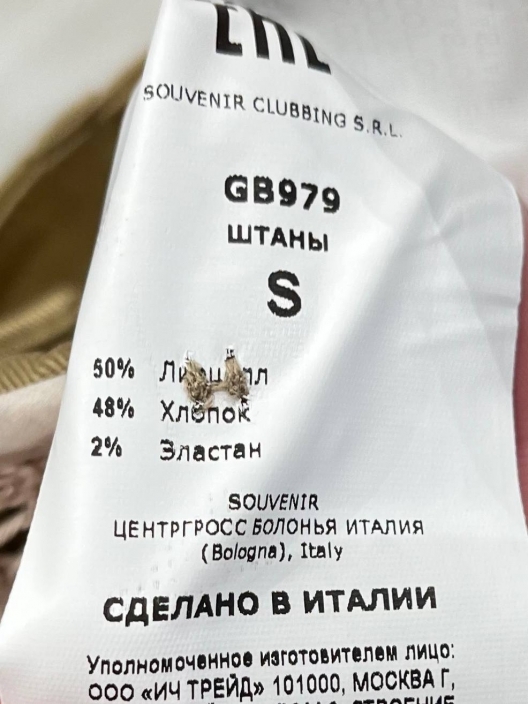 SOUVENIR CLUBBING S.R.L.
GB979
ШТАНЫ
S
50%
48% Хлопок
2% Эластан
SOUVENIR
ЦЕНТРГРОСС БОЛОНЬЯ ИТАЛИЯ
(Bologna), Italy
СДЕЛАНО В ИТАЛИИ
Уполномоченное изготовителем лицо:
ООО «ИЧ ТРЕЙД» 101000, МОСКВА Г,